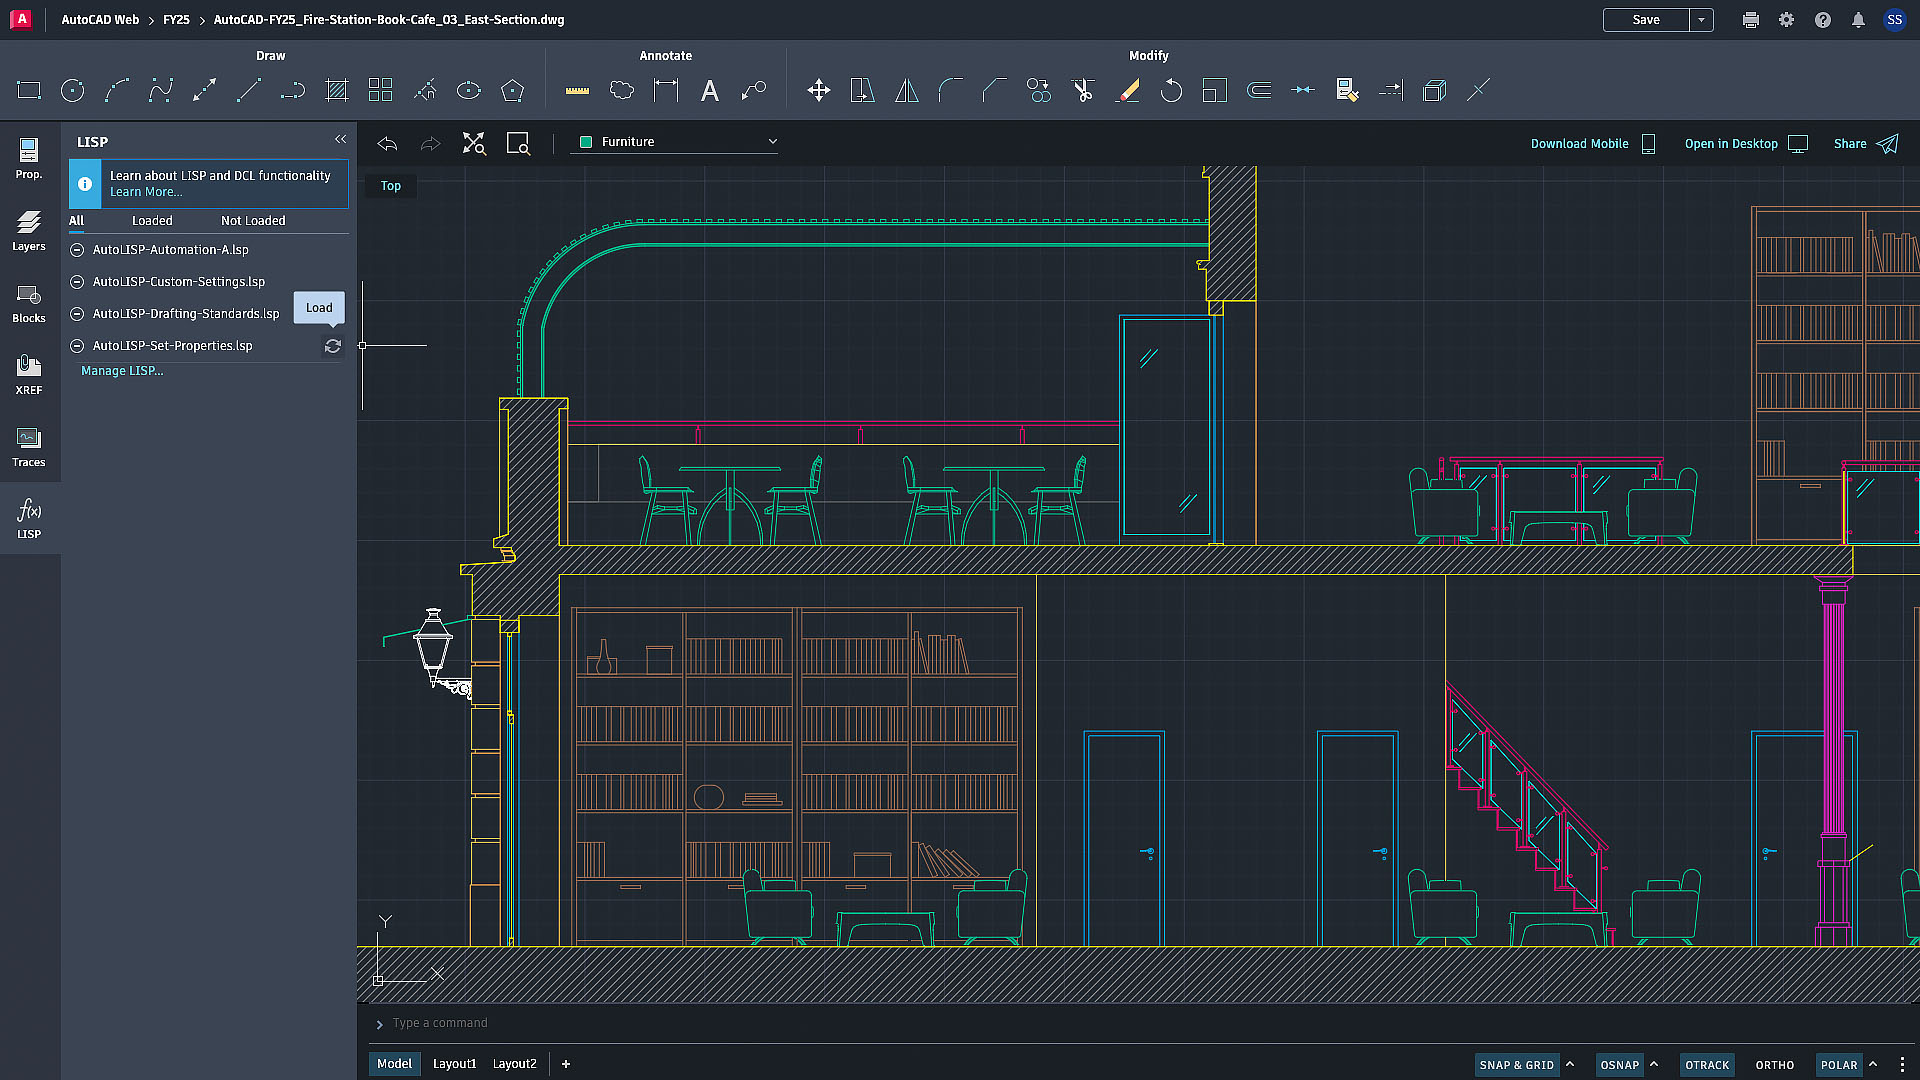 A AutoCAD Web > FY25 > AutoCAD-FY25_Fire-Station-Book-Cafe_03_East-Section.dwg Save SS
Draw Annotate Modify
A
LISP
Furniture
Download Mobile Open in Desktop Share
Prop.
Learn about LISP and DCL functionality
Learn More...
Top
All Loaded Not Loaded
Layers
AutoLISP-Automation-A.lsp
AutoLISP-Custom-Settings.lsp
Blocks
AutoLISP-Drafting-Standards.lsp
Load
AutoLISP-Set-Properties.lsp
Manage LISP...
XREF
Traces
f(x)
LISP
Y
X
> Type a command
Model Layout1 Layout2 +
SNAP & GRID OSNAP OTRACK ORTHO POLAR